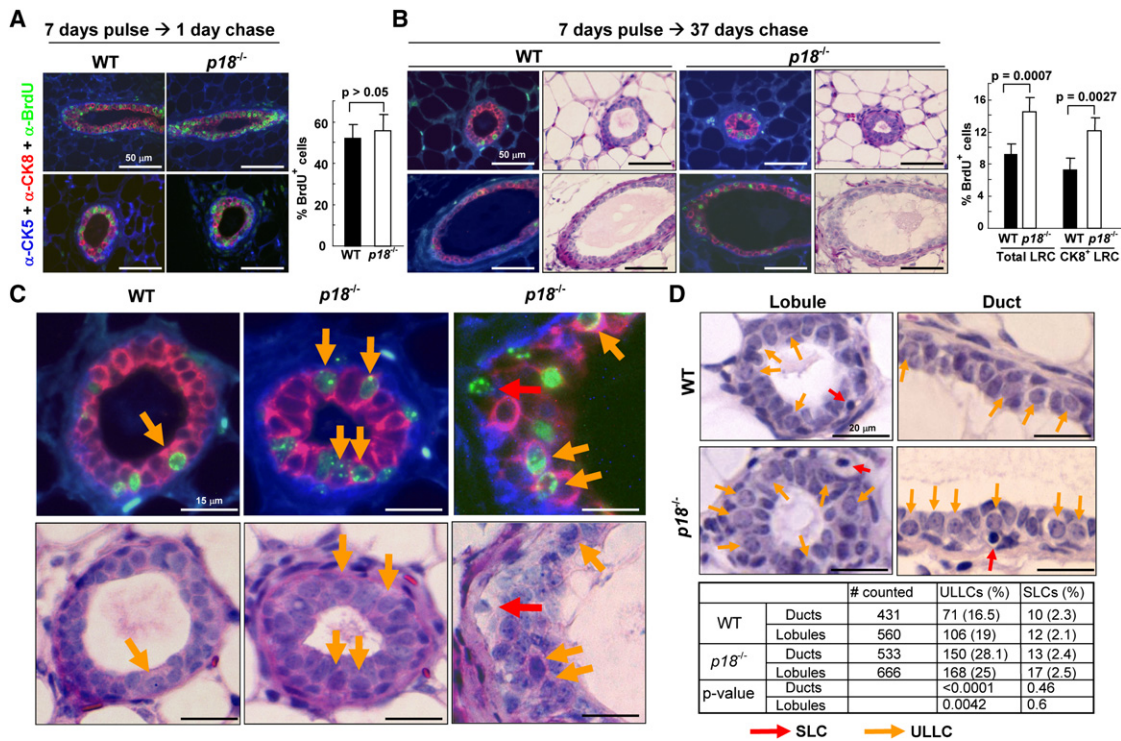 A
7 days pulse → 1 day chase
WT p18-/-
α-CK5 + α-CK8 + α-BrdU
50 μm
p > 0.05
% BrdU+ cells
60
40
20
0
WT p18-/-
B
7 days pulse → 37 days chase
WT p18-/-
50 μm
p = 0.0007
p = 0.0027
% BrdU+ cells
16
12
8
4
0
WT p18-/- WT p18-/-
Total LRC CK8+ LRC
C
WT p18-/- p18-/-
15 μm
D
Lobule Duct
WT
20 μm
p18-/-
# counted ULLCs (%) SLCs (%)
WT Ducts 431 71 (16.5) 10 (2.3)
Lobules 560 106 (19) 12 (2.1)
p18-/- Ducts 533 150 (28.1) 13 (2.4)
Lobules 666 168 (25) 17 (2.5)
p-value Ducts <0.0001 0.46
Lobules 0.0042 0.6
SLC ULLC